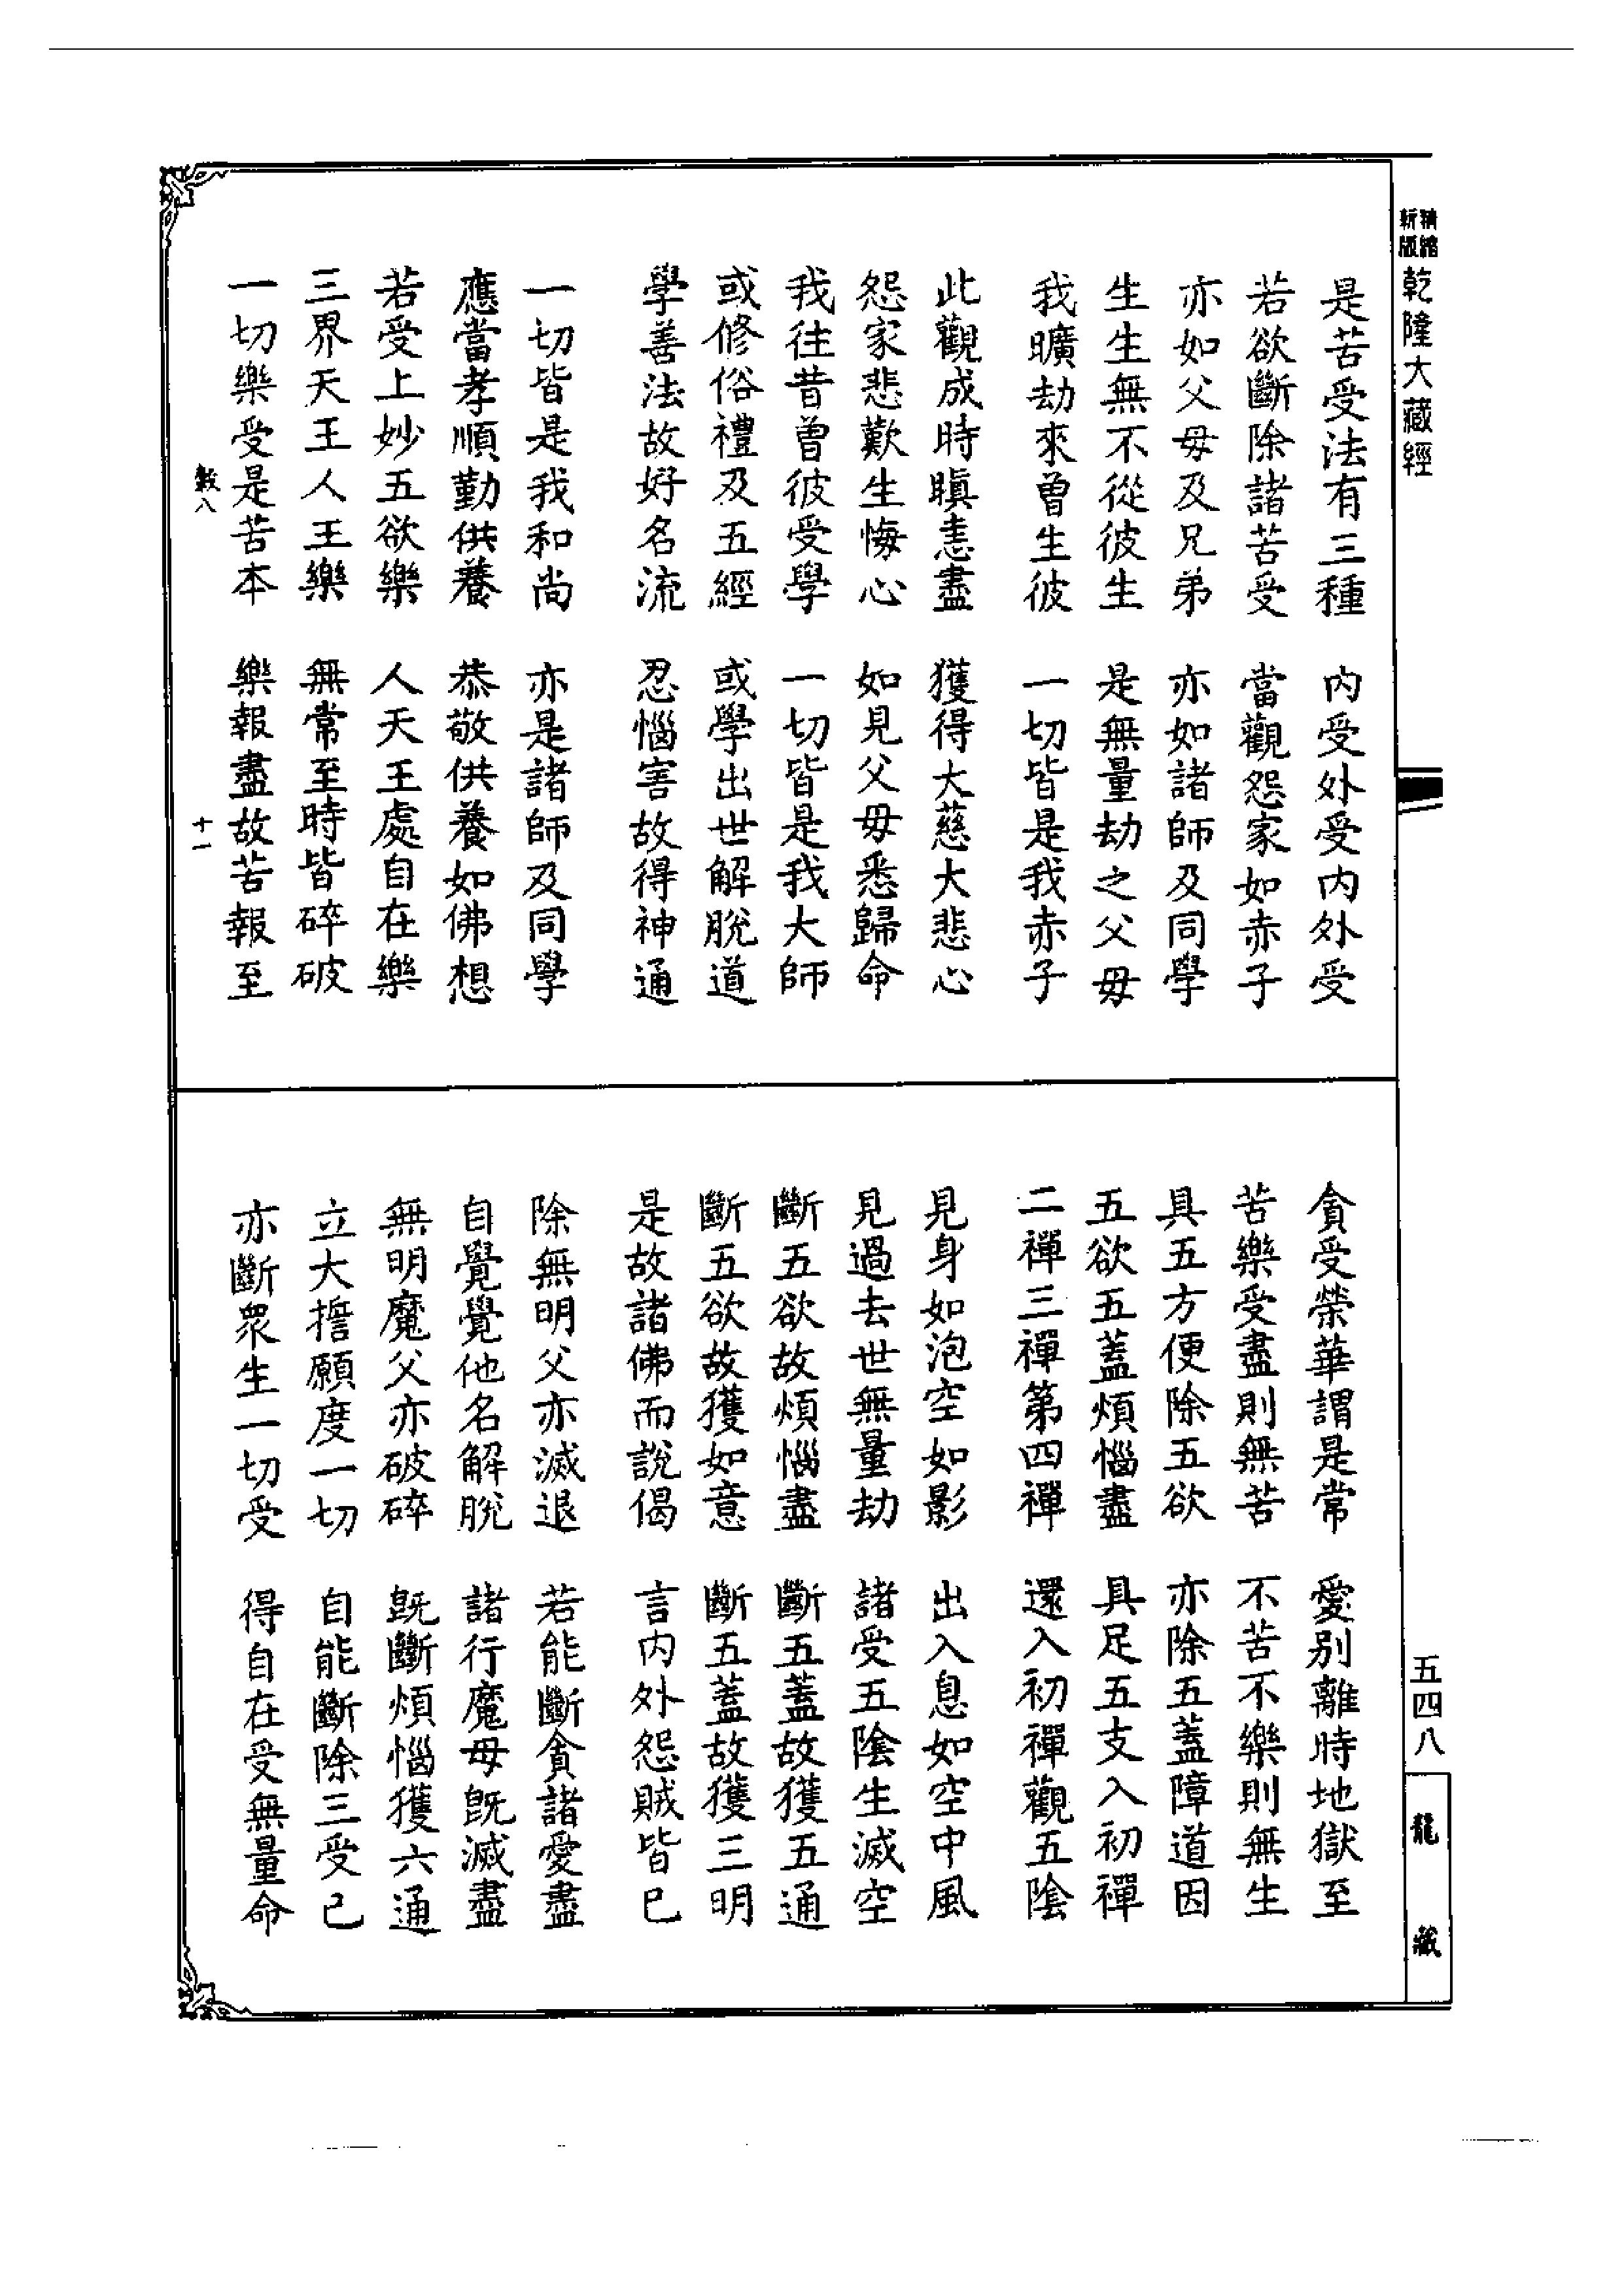 精縮新版 乾隆大藏經
是苦受法有三種 內受外受內外受
若欲斷除諸苦受 當觀怨家如赤子
亦如父母及兄弟 亦如諸師及同學
生生無不從彼生 是無量劫之父母
我曠劫來曾生彼 一切皆是我赤子
此觀成時瞋恚盡 獲得大慈大悲心
怨家悲歎生悔心 如見父母悉歸命
我往昔曾彼受學 一切皆是我大師
或修俗禮及五經 或學出世解脫道
學善法故好名流 忍惱害故得神通
一切皆是我和尚 亦是諸師及同學
應當孝順勤供養 恭敬供養如佛想
若受上妙五欲樂 人天王處自在樂
三界天王人王樂 無常至時皆碎破
一切樂受是苦本 樂報盡故苦報至
八 十一
貪受榮華謂是常 愛別離時地獄至
苦樂受盡則無苦 不苦不樂則無生
具五方便除五欲 亦除五蓋障道因
五欲五蓋煩惱盡 具足五支入初禪
二禪三禪第四禪 還入初禪觀五陰
見身如泡空如影 出入息如空中風
見過去世無量劫 諸受五陰生滅空
斷五欲故煩惱盡 斷五蓋故獲五通
斷五欲故獲如意 斷五蓋故獲三明
是故諸佛而說偈 言內外怨賊皆已
除無明父亦滅退 若能斷貪諸愛盡
自覺覺他名解脫 諸行魔母既滅盡
無明魔父亦破碎 既斷煩惱獲六通
立大擔願度一切 自能斷除三受已
亦斷眾生一切受 得自在受無量命
五四八
龍藏